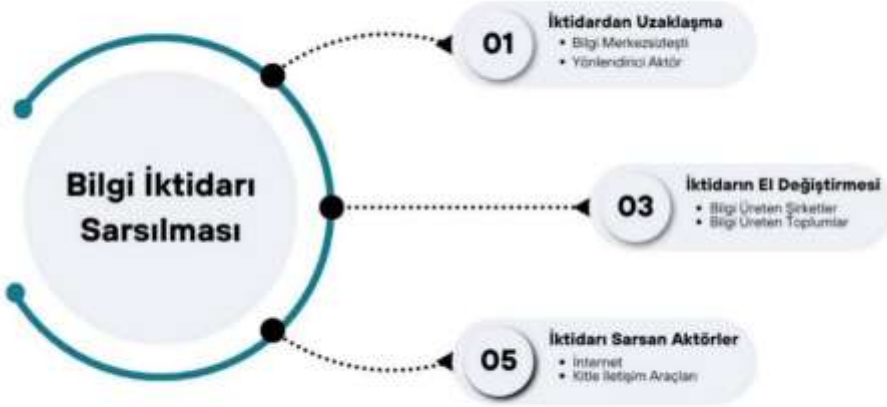 Bilgi İktidarı
Sarsılması
01
İktidardan Uzaklaşma
• Bilgi Merkezsizleşti
• Yönlendirici Aktör
03
İktidarın El Değiştirmesi
• Bilgi Üreten Şirketler
• Bilgi Üreten Toplumlar
05
İktidarı Sarsan Aktörler
• İnternet
• Kitle İletişim Araçları